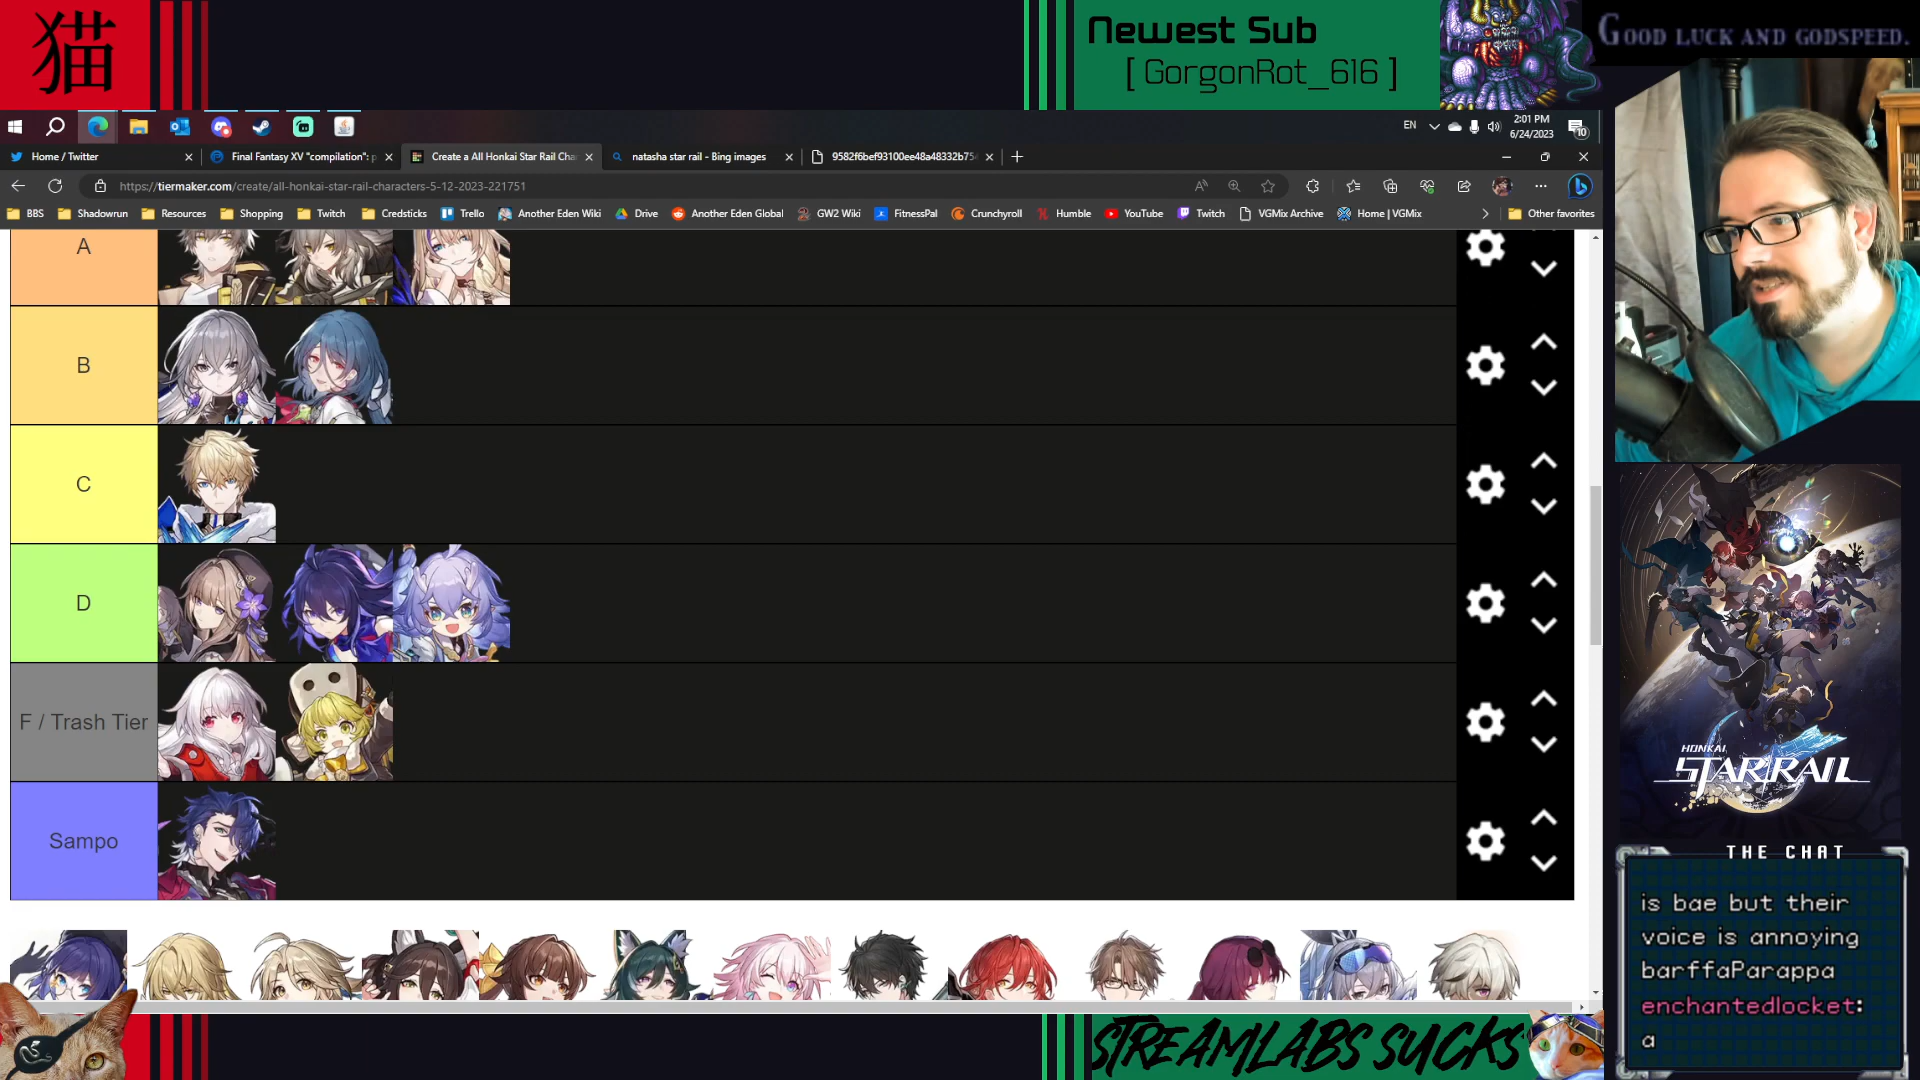 猫
Newest Sub
[ GorgonRot_616 ]
GOOD LUCK AND GODSPEED.
EN
2:01 PM
6/24/2023
10
Home / Twitter
Final Fantasy XV "compilation": p
Create a All Honkai Star Rail Cha
natasha star rail - Bing images
9582f6bef93100ee48a48332b754
https://tiermaker.com/create/all-honkai-star-rail-characters-5-12-2023-221751
BBS
Shadowrun
Resources
Shopping
Twitch
Credsticks
Trello
Another Eden Wiki
Drive
Another Eden Global
GW2 Wiki
FitnessPal
Crunchyroll
Humble
YouTube
Twitch
VGMix Archive
Home | VGMix
Other favorites
A
B
C
D
F / Trash Tier
Sampo
HONKAI
STAR RAIL
THE CHAT
is bae but their
voice is annoying
barffaParappa
enchantedlocket:
a
STREAMLABS SUCKS